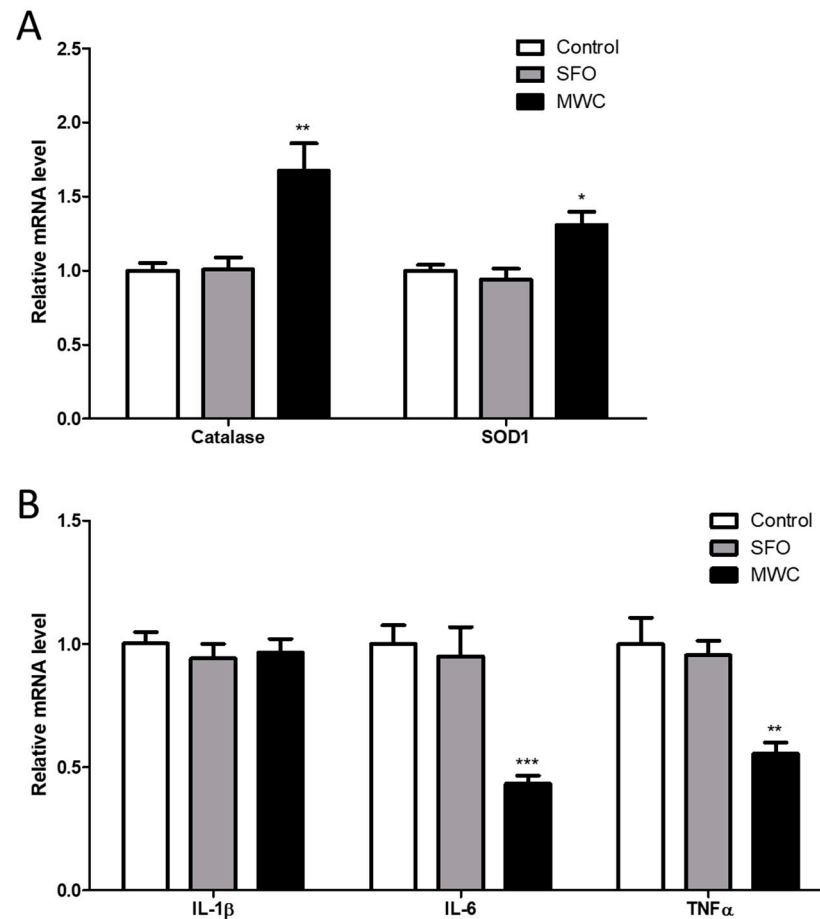 A
Control
SFO
MWC
Relative mRNA level
2.5
2.0
1.5
1.0
0.5
0.0
**
*
Catalase
SOD1
B
Control
SFO
MWC
Relative mRNA level
1.5
1.0
0.5
0.0
***
**
IL-1β
IL-6
TNFα